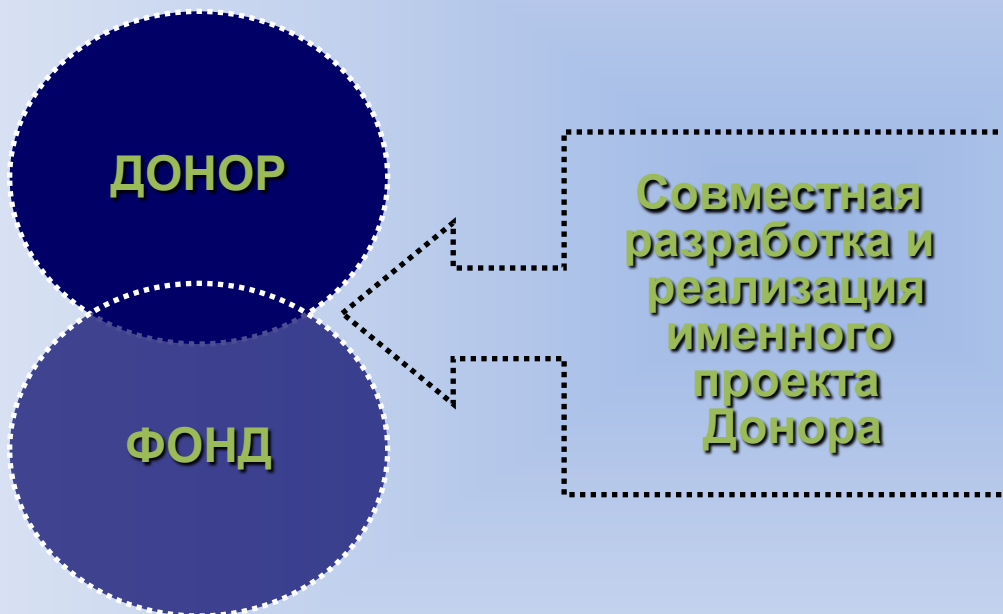 ДОНОР
ФОНД
Совместная
разработка и
реализация
именного
проекта
Донора